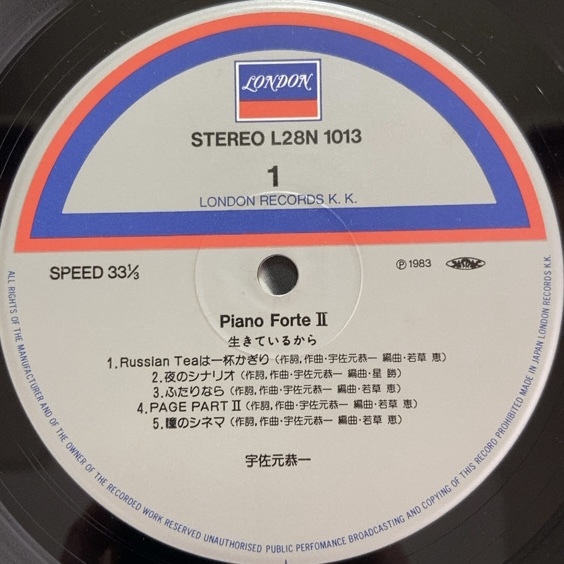 LONDON
STEREO L28N 1013
1
LONDON RECORDS K. K.
SPEED 33⅓
Ⓟ1983
Piano Forte Ⅱ
生きているから
1.Russian Teaは一杯かぎり (作詞,作曲・宇佐元恭一 編曲・若草 恵)
2.夜のシナリオ (作詞,作曲・宇佐元恭一 編曲・星 勝)
3.ふたりなら (作詞,作曲・宇佐元恭一 編曲・若草 恵)
4.PAGE PART Ⅱ (作詞,作曲・宇佐元恭一 編曲・若草 恵)
5.瞳のシネマ (作詞,作曲・宇佐元恭一 編曲・若草 恵)
宇佐元恭一
ALL RIGHTS OF THE MANUFACTURER AND OF THE OWNER OF THE RECORDED WORK RESERVED UNAUTHORISED PUBLIC PERFOMANCE BROADCASTING AND COPYING OF THIS RECORD PROHIBITED MADE IN JAPAN LONDON RECORDS K.K.